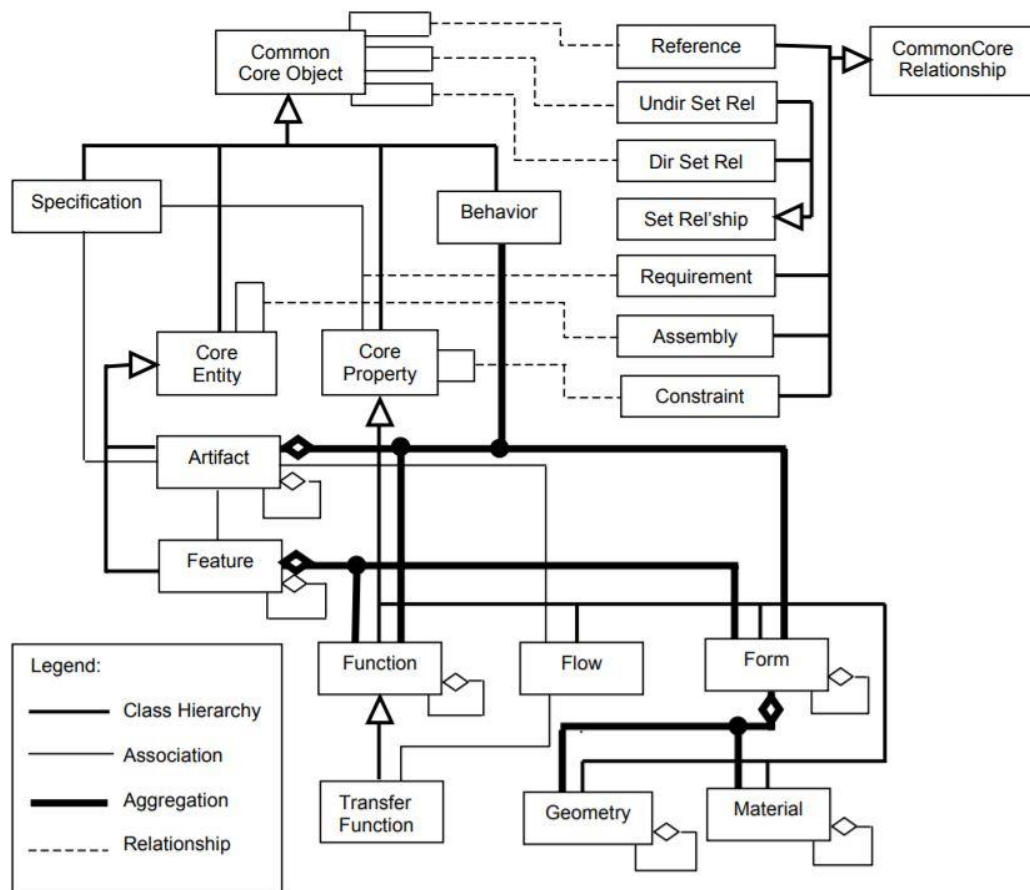 Common
Core Object
Reference
CommonCore
Relationship
Undir Set Rel
Dir Set Rel
Specification
Behavior
Set Rel'ship
Requirement
Core
Entity
Core
Property
Assembly
Constraint
Artifact
Feature
Function
Flow
Form
Legend:
Class Hierarchy
Association
Aggregation
Relationship
Transfer
Function
Geometry
Material